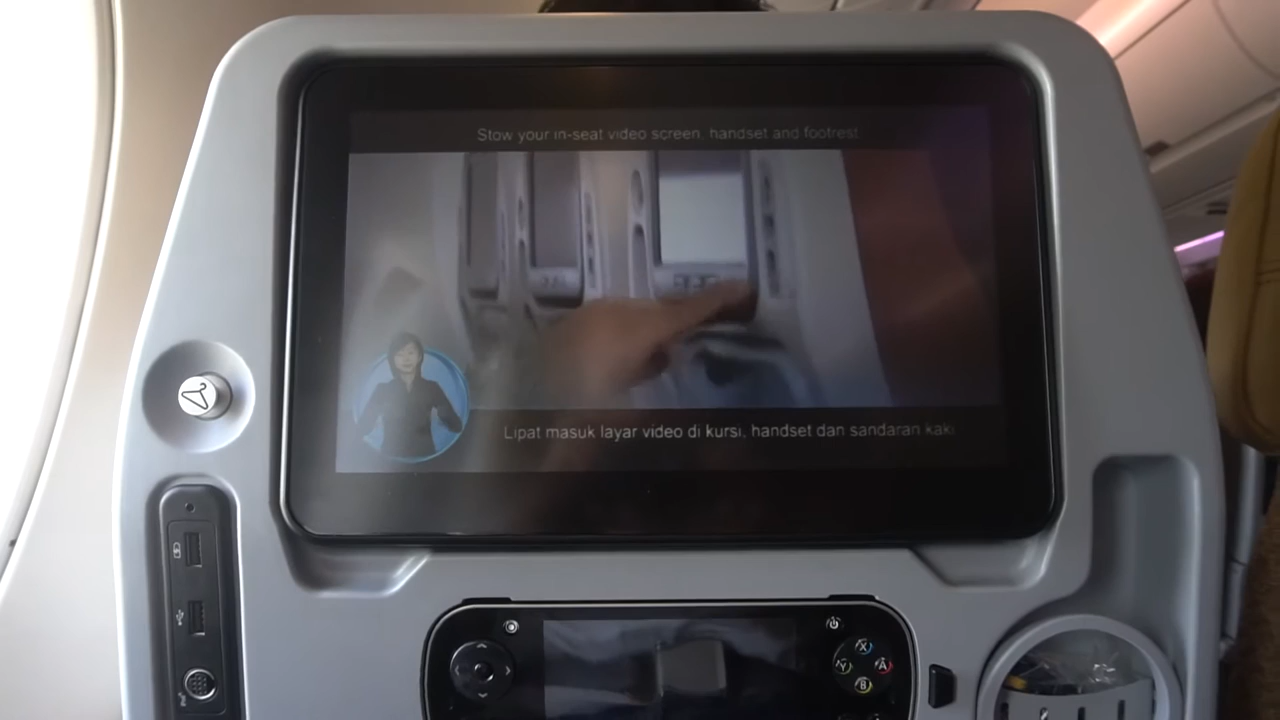 Stow your in-seat video screen, handset and footrest
Lipat masuk layar video di kursi, handset dan sandaran kaki
X
Y
A
B